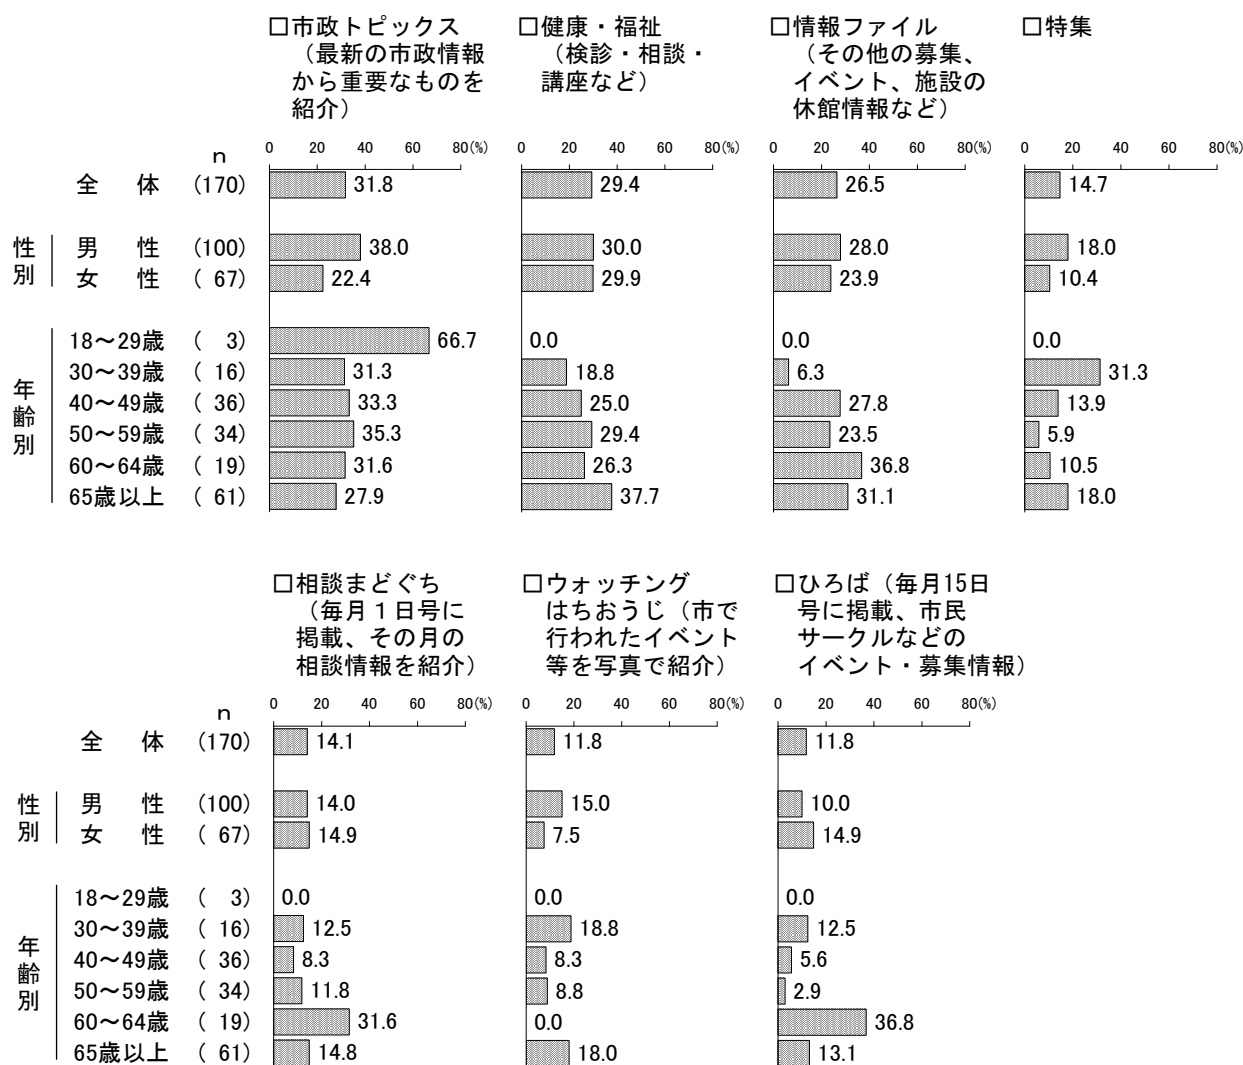 □市政トピックス
（最新の市政情報
から重要なものを
紹介）
□健康・福祉
（検診・相談・
講座など）
□情報ファイル
（その他の募集、
イベント、施設の
休館情報など）
□特集
0 20 40 60 80(%) 0 20 40 60 80(%) 0 20 40 60 80(%) 0 20 40 60 80(%)
n
全体 (170) 31.8 29.4 26.5 14.7
性別
男性 (100) 38.0 30.0 28.0 18.0
女性 ( 67) 22.4 29.9 23.9 10.4
年齢別
18～29歳 ( 3) 66.7 0.0 0.0 0.0
30～39歳 ( 16) 31.3 18.8 6.3 31.3
40～49歳 ( 36) 33.3 25.0 27.8 13.9
50～59歳 ( 34) 35.3 29.4 23.5 5.9
60～64歳 ( 19) 31.6 26.3 36.8 10.5
65歳以上 ( 61) 27.9 37.7 31.1 18.0
□相談まどぐち
（毎月１日号に
掲載、その月の
相談情報を紹介）
□ウォッチング
はちおうじ（市で
行われたイベント
等を写真で紹介）
□ひろば（毎月15日
号に掲載、市民
サークルなどの
イベント・募集情報）
0 20 40 60 80(%) 0 20 40 60 80(%) 0 20 40 60 80(%)
n
全体 (170) 14.1 11.8 11.8
性別
男性 (100) 14.0 15.0 10.0
女性 ( 67) 14.9 7.5 14.9
年齢別
18～29歳 ( 3) 0.0 0.0 0.0
30～39歳 ( 16) 12.5 18.8 12.5
40～49歳 ( 36) 8.3 8.3 5.6
50～59歳 ( 34) 11.8 8.8 2.9
60～64歳 ( 19) 31.6 0.0 36.8
65歳以上 ( 61) 14.8 18.0 13.1